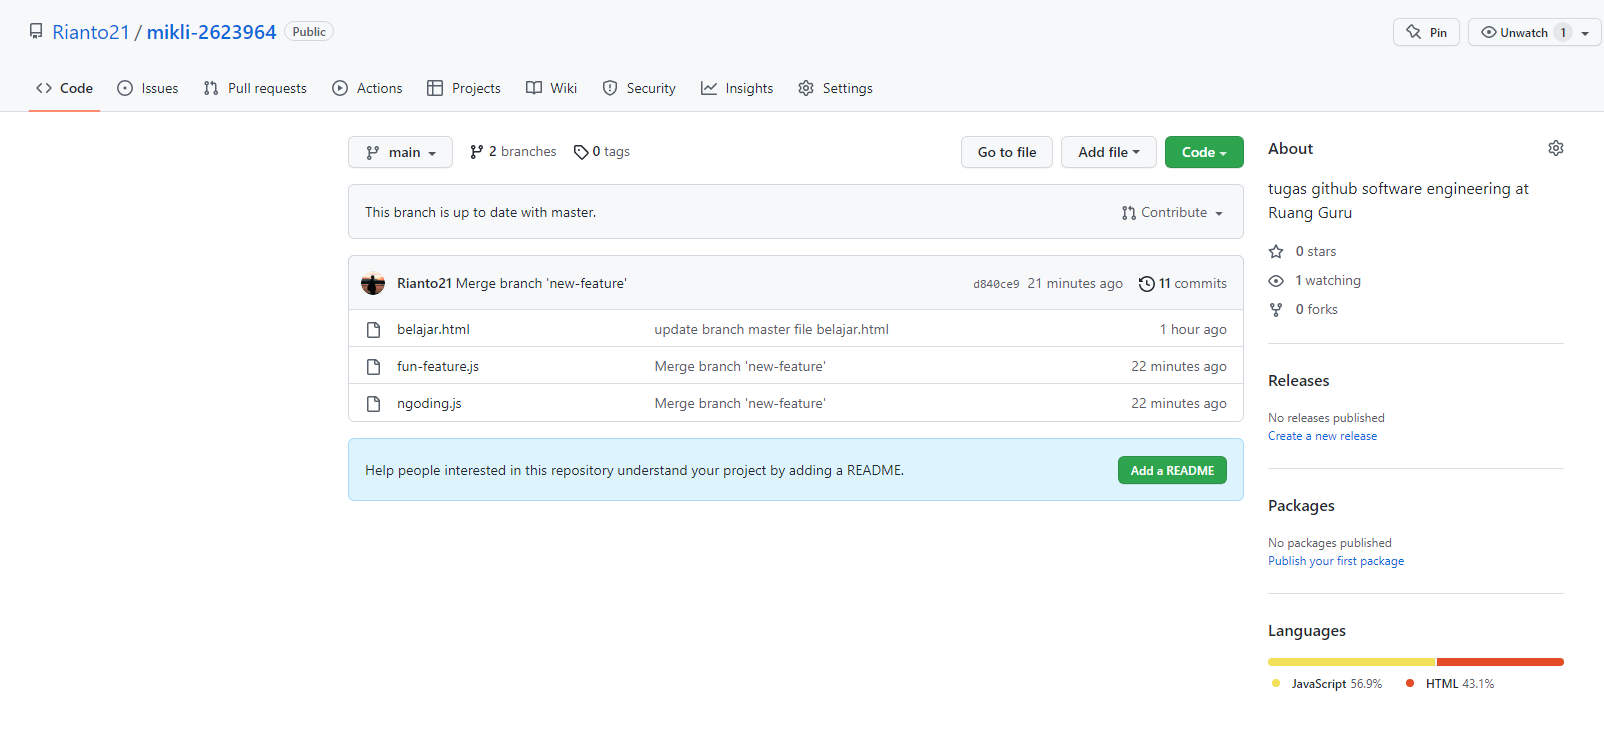 Rianto21 / mikli-2623964 Public
Pin Unwatch 1
Code Issues Pull requests Actions Projects Wiki Security Insights Settings
main 2 branches 0 tags Go to file Add file Code
This branch is up to date with master. Contribute
Rianto21 Merge branch 'new-feature' d840ce9 21 minutes ago 11 commits
belajar.html update branch master file belajar.html 1 hour ago
fun-feature.js Merge branch 'new-feature' 22 minutes ago
ngoding.js Merge branch 'new-feature' 22 minutes ago
Help people interested in this repository understand your project by adding a README. Add a README
About
tugas github software engineering at
Ruang Guru
0 stars
1 watching
0 forks
Releases
No releases published
Create a new release
Packages
No packages published
Publish your first package
Languages
JavaScript 56.9% HTML 43.1%